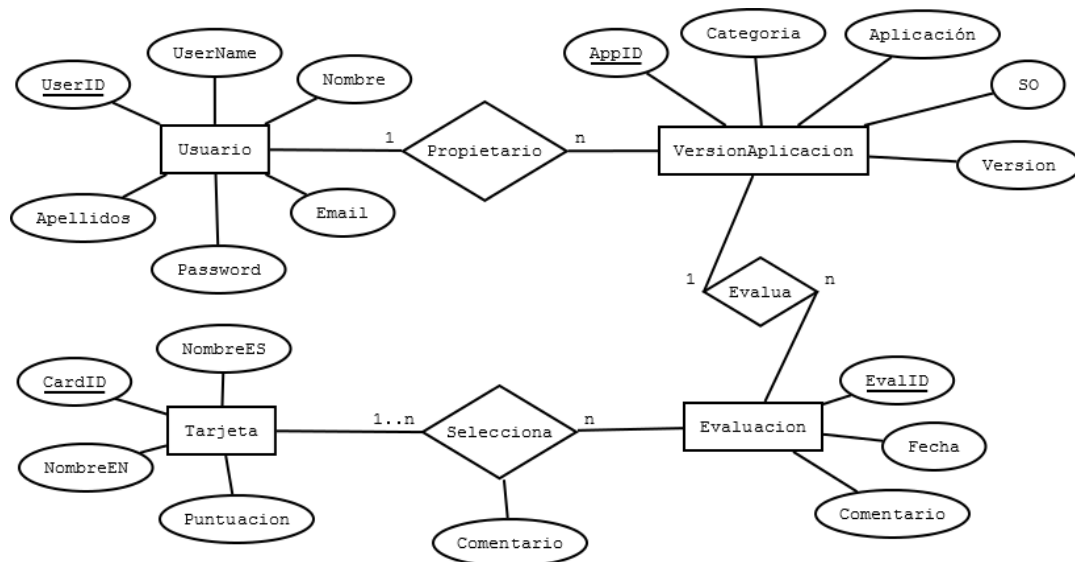 UserName
UserID
Nombre
Usuario
Apellidos
Email
Password
1
Propietario
n
Categoria
Aplicación
AppID
SO
VersionAplicacion
Version
1
Evalua
n
NombreES
CardID
Tarjeta
NombreEN
Puntuacion
1..n
Selecciona
n
Comentario
EvalID
Evaluacion
Fecha
Comentario